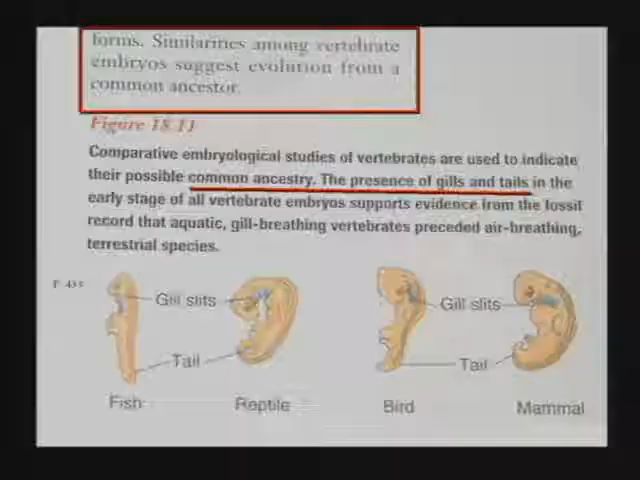 forms. Similarities among vertebrate
embryos suggest evolution from a
common ancestor.
Figure 18.11
Comparative embryological studies of vertebrates are used to indicate
their possible common ancestry. The presence of gills and tails in the
early stage of all vertebrate embryos supports evidence from the fossil
record that aquatic, gill-breathing vertebrates preceded air-breathing,
terrestrial species.
Gill slits
Gill slits
Tail
Tail
Fish
Reptile
Bird
Mammal